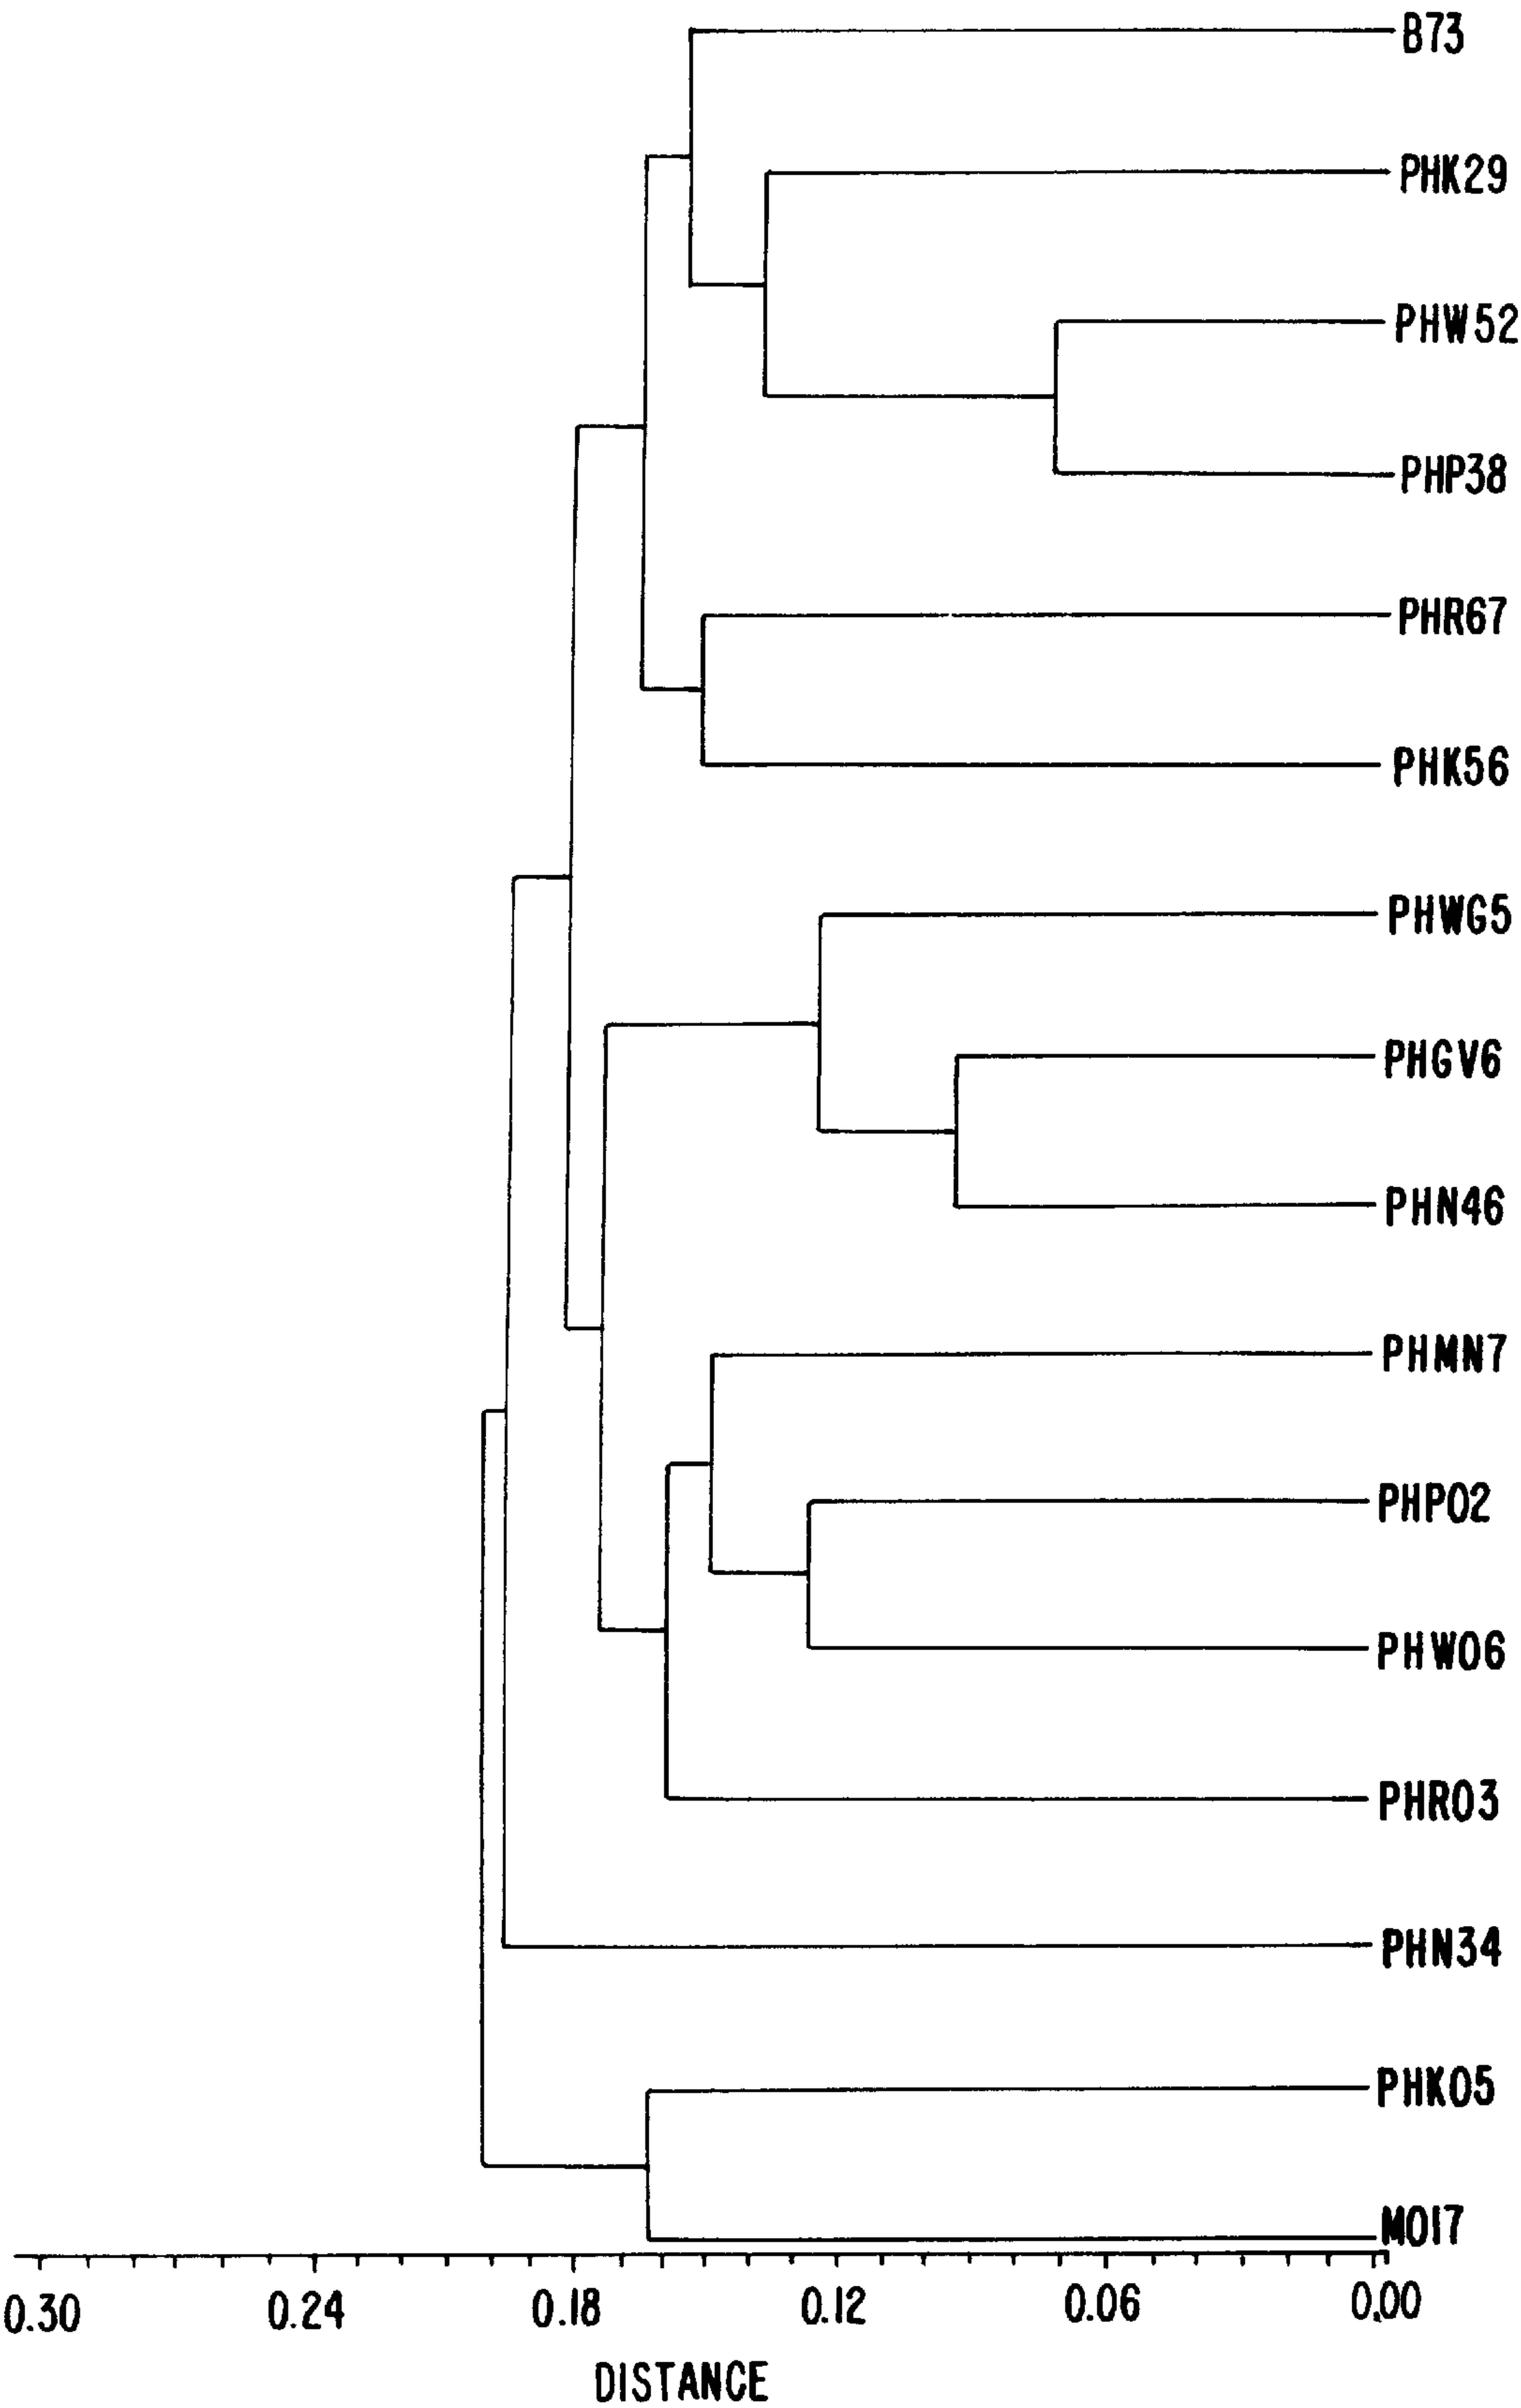 B73
PHK29
PHW52
PHP38
PHR67
PHK56
PHWG5
PHGV6
PHN46
PHMN7
PHP02
PHW06
PHR03
PHN34
PHK05
MO17
0.30 0.24 0.18 0.12 0.06 0.00
DISTANCE